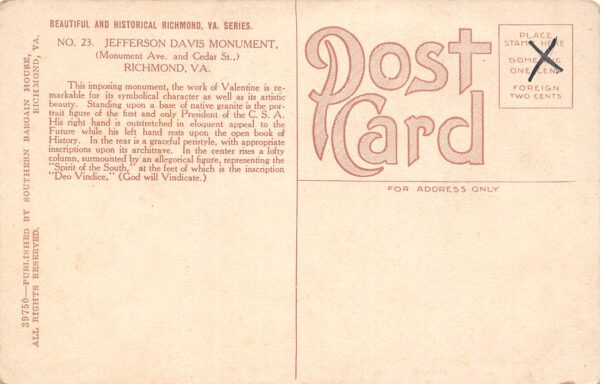 BEAUTIFUL AND HISTORICAL RICHMOND, VA. SERIES.
NO. 23. JEFFERSON DAVIS MONUMENT,
(Monument Ave. and Cedar St.,)
RICHMOND, VA.
This imposing monument, the work of Valentine is re-
markable for its symbolical character as well as its artistic
beauty. Standing upon a base of native granite is the por-
trait figure of the first and only President of the C. S. A.
His right hand is outstretched in eloquent appeal to the
Future while his left hand rests upon the open book of
History. In the rear is a graceful peristyle, with appropriate
inscriptions upon its architrave. In the center rises a lofty
column, surmounted by an allegorical figure, representing the
"Spirit of the South," at the feet of which is the inscription
"Deo Vindice," (God will Vindicate.)
39750—PUBLISHED BY SOUTHERN BARGAIN HOUSE,
RICHMOND, VA.
ALL RIGHTS RESERVED.
Post
Card
FOR ADDRESS ONLY
PLACE
STAMP HERE
DOMESTIC
ONE CENT
FOREIGN
TWO CENTS
X